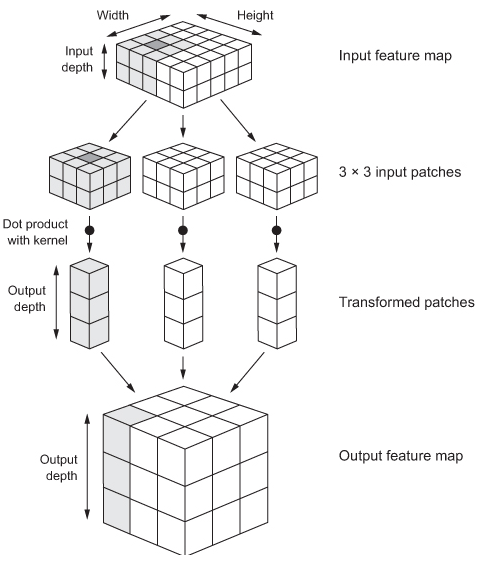 Width
Height
Input
depth
Input feature map
3 × 3 input patches
Dot product
with kernel
Output
depth
Transformed patches
Output
depth
Output feature map